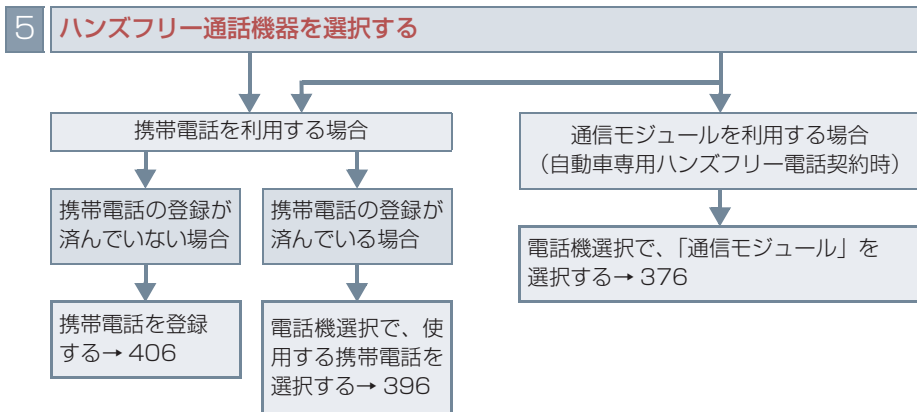 5 ハンズフリー通話機器を選択する
携帯電話を利用する場合
通信モジュールを利用する場合
（自動車専用ハンズフリー電話契約時）
携帯電話の登録が
済んでいない場合
携帯電話の登録が
済んでいる場合
電話機選択で、「通信モジュール」を
選択する→ 376
携帯電話を登録
する→ 406
電話機選択で、使
用する携帯電話を
選択する→ 396